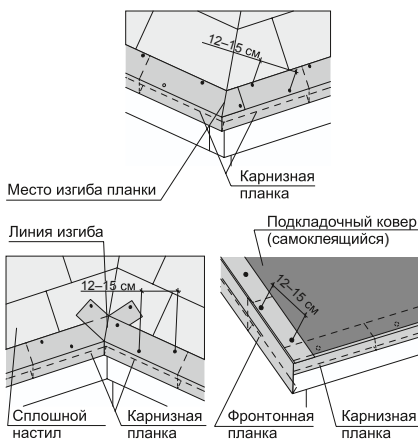 12–15 см
Карнизная
планка
Место изгиба планки
Линия изгиба
Подкладочный ковер
(самоклеящийся)
12–15 см
12–15 см
Сплошной
настил
Карнизная
планка
Фронтонная
планка
Карнизная
планка